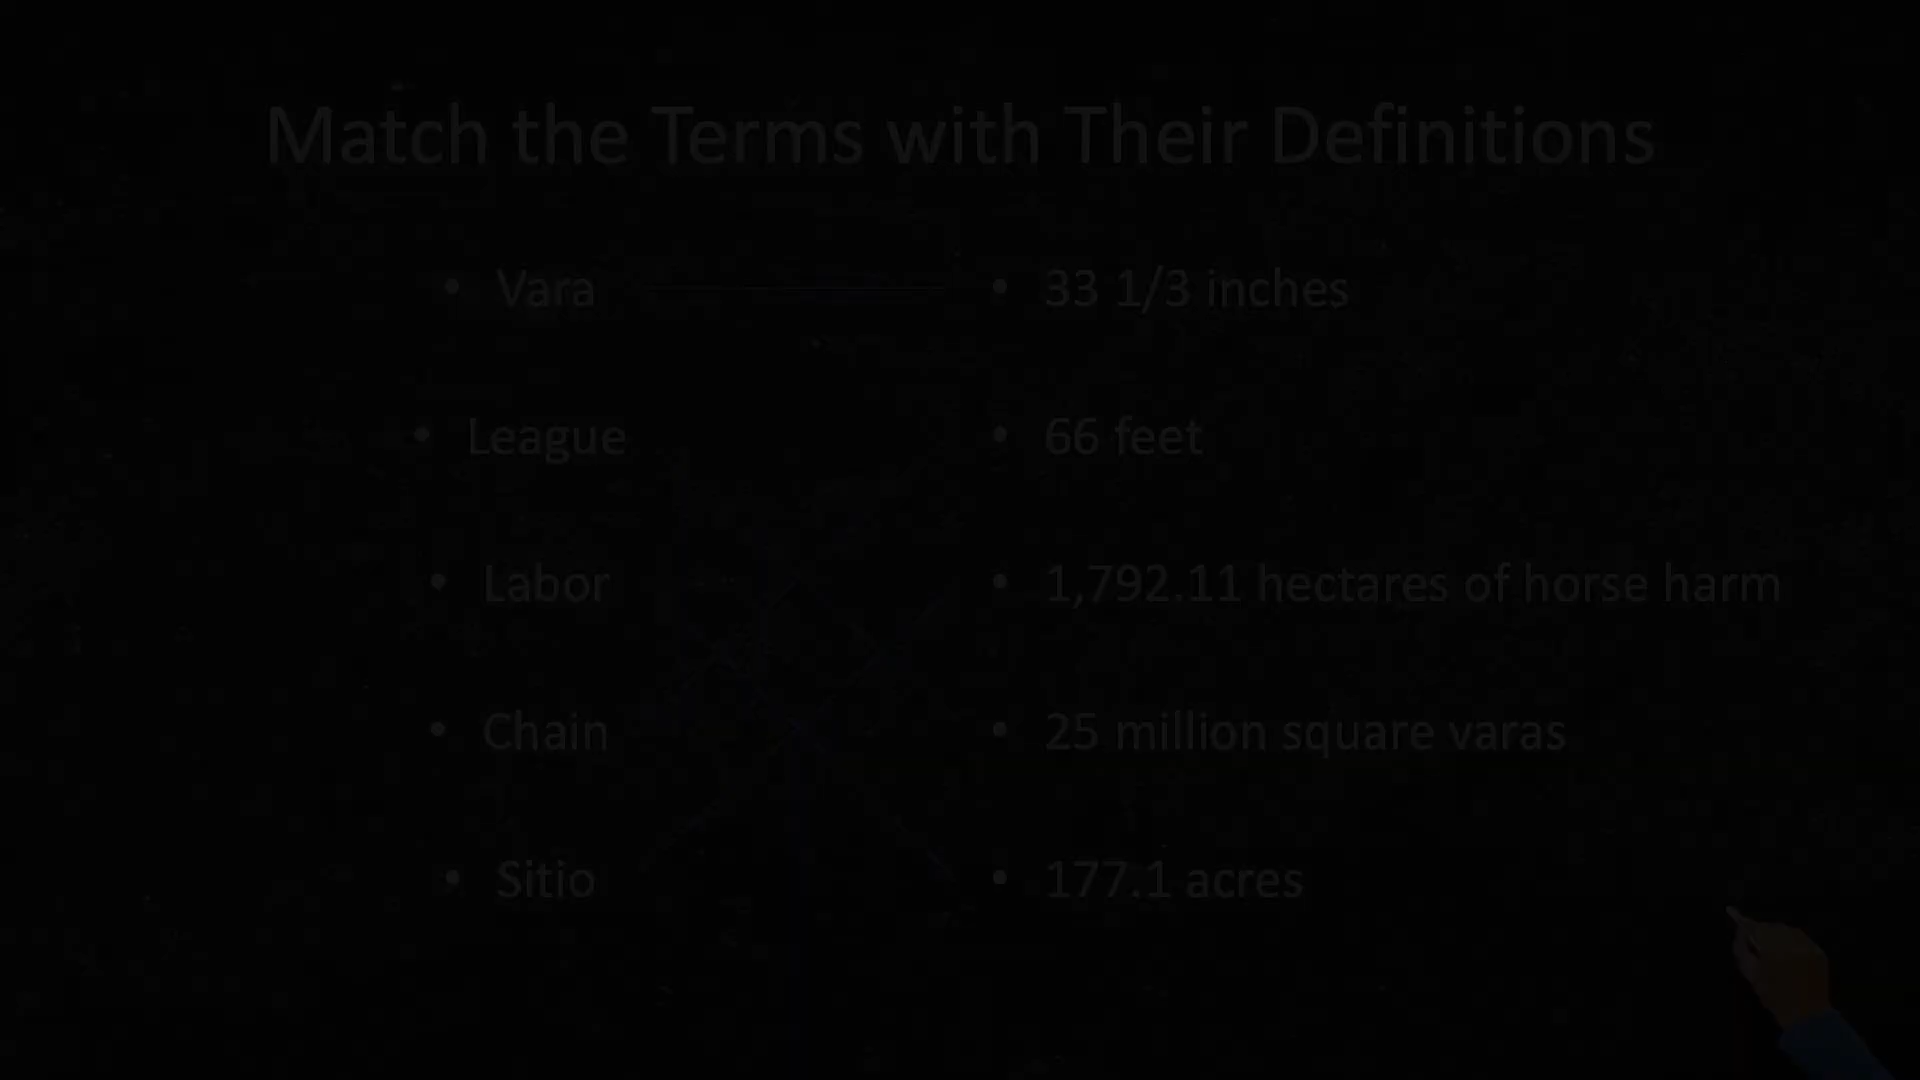 Match the Terms with Their Definitions
• Vara
• 33 1/3 inches
• League
• 66 feet
• Labor
• 1,792.11 hectares of horse harm
• Chain
• 25 million square varas
• Sitio
• 177.1 acres